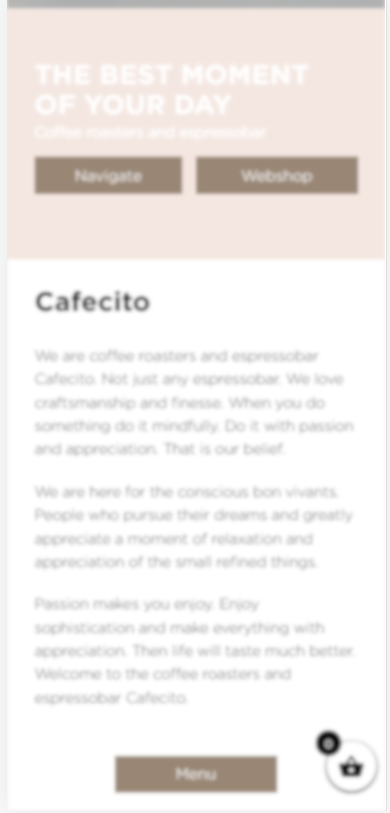 THE BEST MOMENT
OF YOUR DAY
Coffee roasters and espressobar
Navigate
Webshop
Cafecito
We are coffee roasters and espressobar
Cafecito. Not just any espressobar. We love
craftsmanship and finesse. When you do
something do it mindfully. Do it with passion
and appreciation. That is our belief.
We are here for the conscious bon vivants.
People who pursue their dreams and greatly
appreciate a moment of relaxation and
appreciation of the small refined things.
Passion makes you enjoy. Enjoy
sophistication and make everything with
appreciation. Then life will taste much better.
Welcome to the coffee roasters and
espressobar Cafecito.
0
Menu